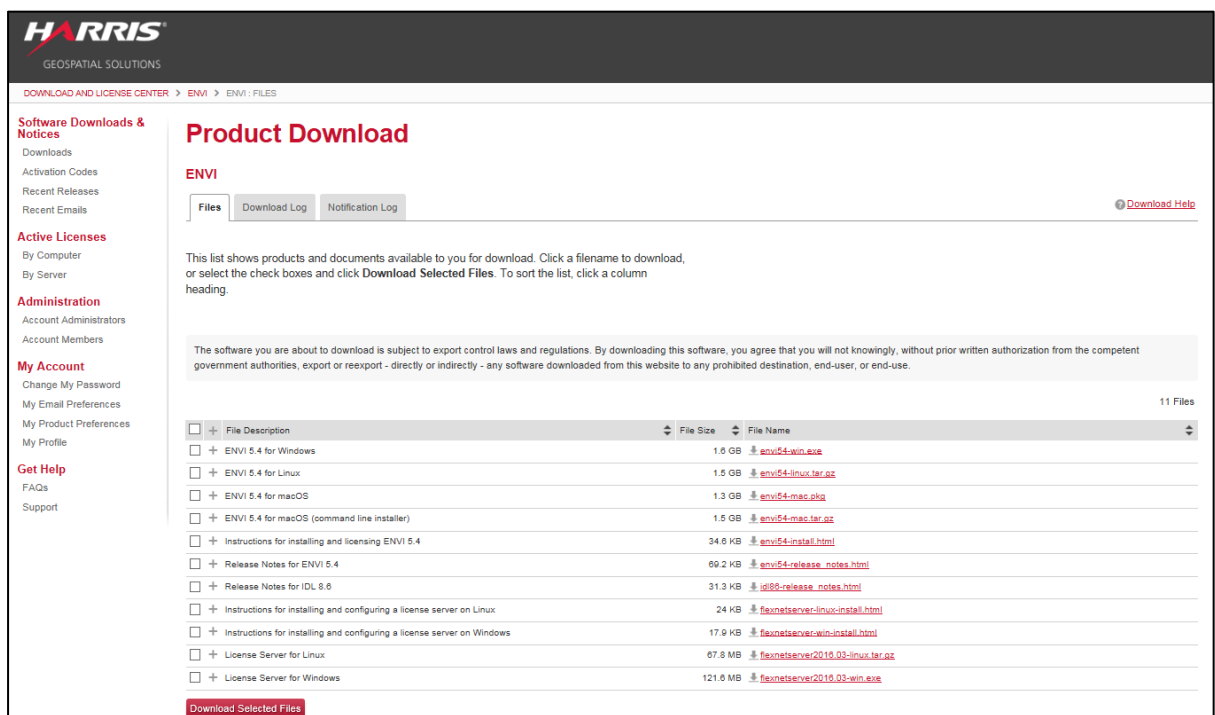 HARRIS®
GEOSPATIAL SOLUTIONS
DOWNLOAD AND LICENSE CENTER > ENVI > ENVI : FILES
Software Downloads &
Notices
Downloads
Activation Codes
Recent Releases
Recent Emails
Active Licenses
By Computer
By Server
Administration
Account Administrators
Account Members
My Account
Change My Password
My Email Preferences
My Product Preferences
My Profile
Get Help
FAQs
Support
Product Download
ENVI
Files Download Log Notification Log
Download Help
This list shows products and documents available to you for download. Click a filename to download,
or select the check boxes and click Download Selected Files. To sort the list, click a column
heading.
The software you are about to download is subject to export control laws and regulations. By downloading this software, you agree that you will not knowingly, without prior written authorization from the competent
government authorities, export or reexport - directly or indirectly - any software downloaded from this website to any prohibited destination, end-user, or end-use.
11 Files
+ File Description File Size File Name
+ ENVI 5.4 for Windows 1.6 GB envi54-win.exe
+ ENVI 5.4 for Linux 1.5 GB envi54-linux.tar.gz
+ ENVI 5.4 for macOS 1.3 GB envi54-mac.pkg
+ ENVI 5.4 for macOS (command line installer) 1.5 GB envi54-mac.tar.gz
+ Instructions for installing and licensing ENVI 5.4 34.6 KB envi54-install.html
+ Release Notes for ENVI 5.4 69.2 KB envi54-release_notes.html
+ Release Notes for IDL 8.6 31.3 KB idl86-release_notes.html
+ Instructions for installing and configuring a license server on Linux 24 KB flexnetserver-linux-install.html
+ Instructions for installing and configuring a license server on Windows 17.9 KB flexnetserver-win-install.html
+ License Server for Linux 67.8 MB flexnetserver2016.03-linux.tar.gz
+ License Server for Windows 121.6 MB flexnetserver2016.03-win.exe
Download Selected Files